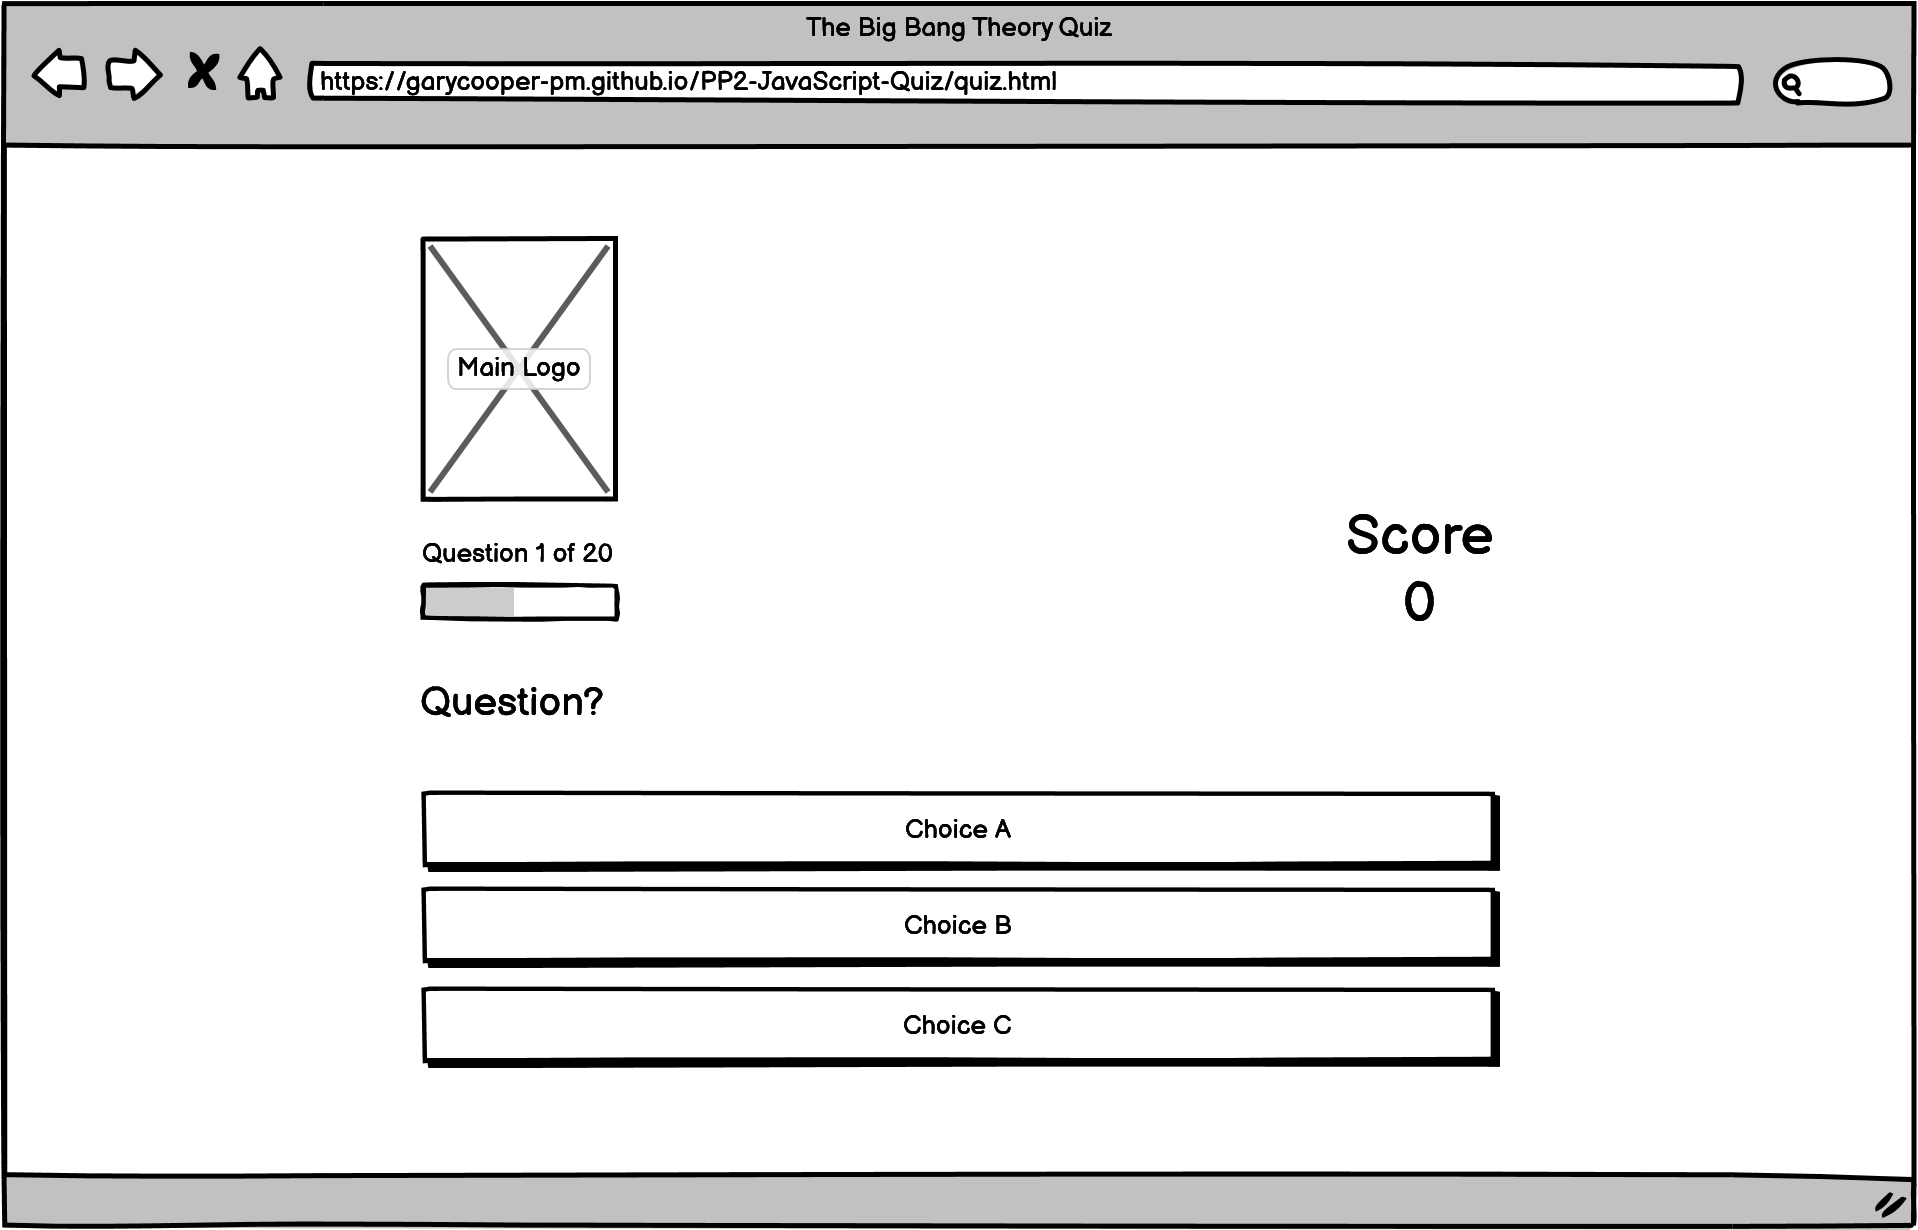 The Big Bang Theory Quiz
https://garycooper-pm.github.io/PP2-JavaScript-Quiz/quiz.html
Main Logo
Question 1 of 20
Score
0
Question?
Choice A
Choice B
Choice C